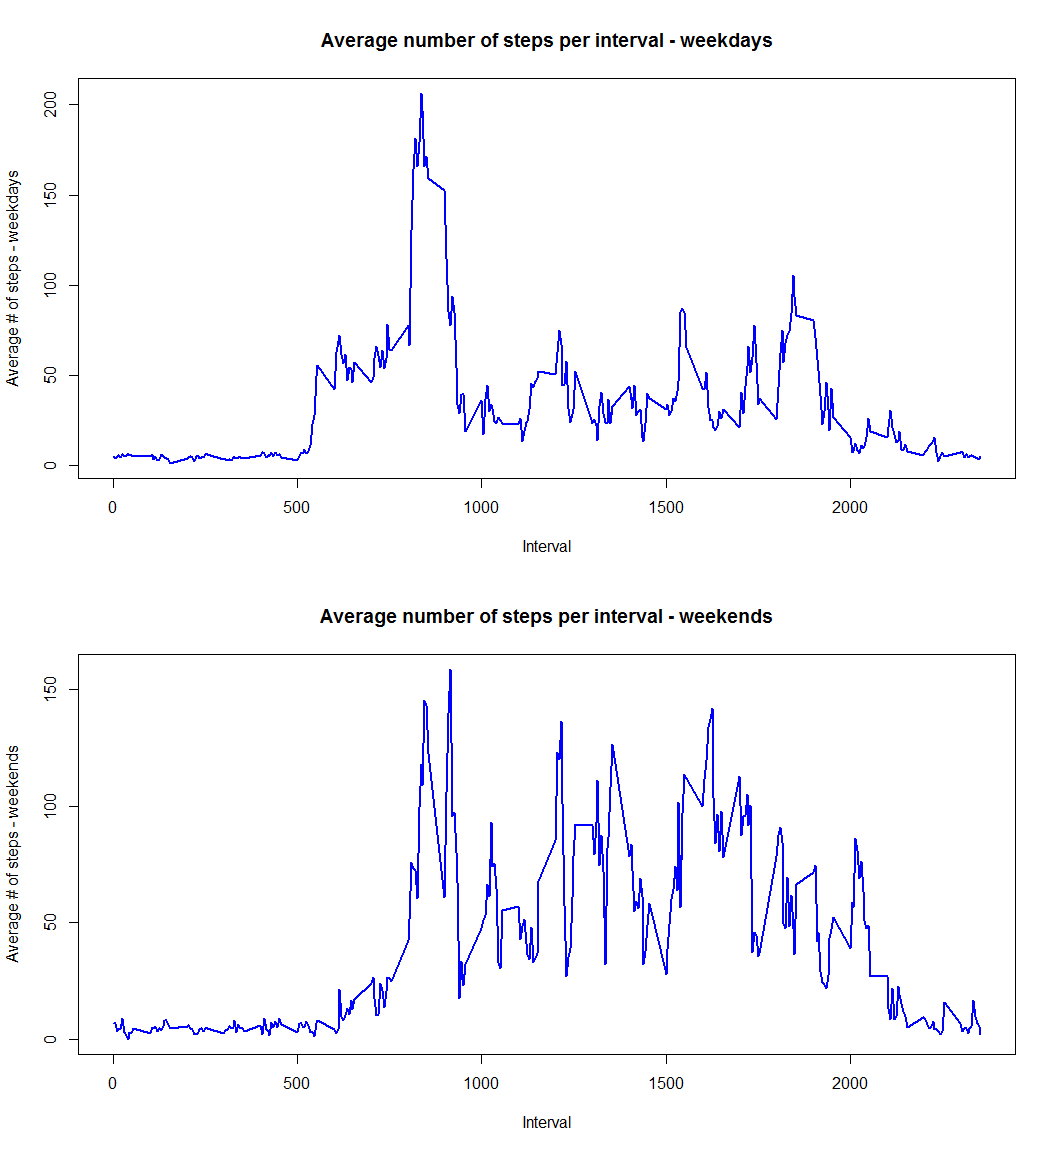 Average number of steps per interval - weekdays
Average # of steps - weekdays
200
150
100
50
0
0 500 1000 1500 2000
Interval
Average number of steps per interval - weekends
Average # of steps - weekends
150
100
50
0
0 500 1000 1500 2000
Interval